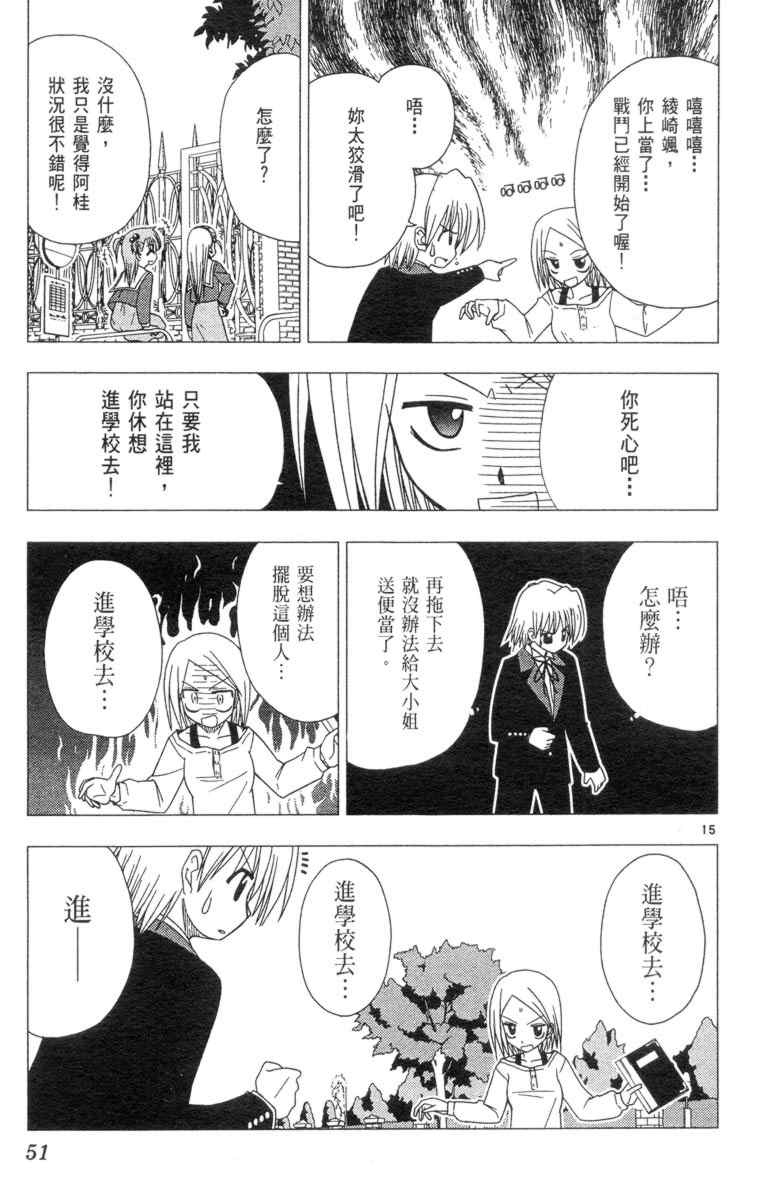 嘻嘻嘻…
綾崎颯，
你上當了…
戰鬥已經開始了喔！
唔…
妳太狡滑了吧！
怎麼了?
沒什麼，
我只是覺得阿桂
狀況很不錯呢！
你死心吧…
只要我
站在這裡，
你休想
進學校去！
唔…
怎麼辦?
再拖下去
就沒辦法給大小姐
送便當了。
要想辦法
擺脫這個人…
進學校去…
15
進學校去…
進學校去…
進—
51